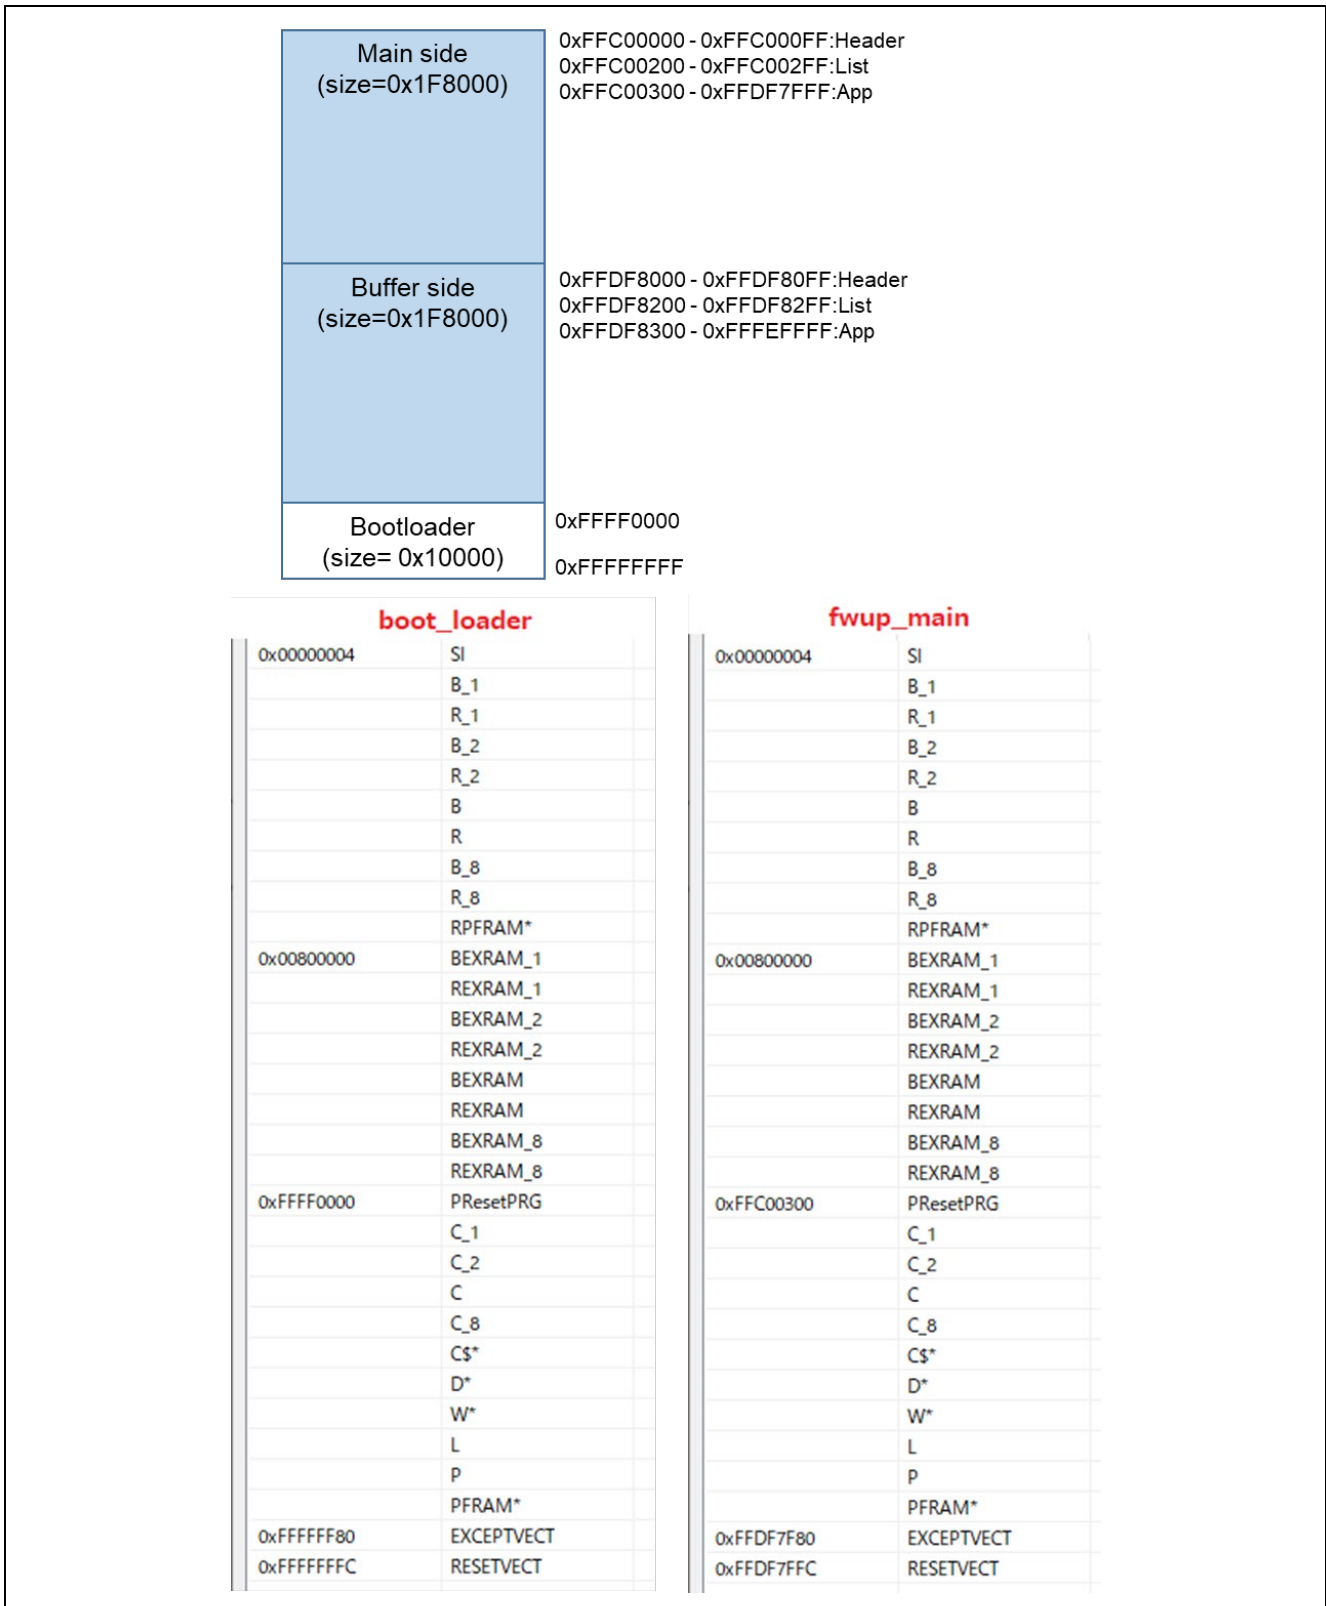 Main side
(size=0x1F8000)
0xFFC00000 - 0xFFC000FF:Header
0xFFC00200 - 0xFFC002FF:List
0xFFC00300 - 0xFFDF7FFF:App
Buffer side
(size=0x1F8000)
0xFFDF8000 - 0xFFDF80FF:Header
0xFFDF8200 - 0xFFDF82FF:List
0xFFDF8300 - 0xFFFEFFFF:App
Bootloader
(size= 0x10000)
0xFFFF0000
0xFFFFFFFF
boot_loader
0x00000004 SI
B_1
R_1
B_2
R_2
B
R
B_8
R_8
RPFRAM*
0x00800000 BEXRAM_1
REXRAM_1
BEXRAM_2
REXRAM_2
BEXRAM
REXRAM
BEXRAM_8
REXRAM_8
0xFFFF0000 PResetPRG
C_1
C_2
C
C_8
C$*
D*
W*
L
P
PFRAM*
0xFFFFFF80 EXCEPTVECT
0xFFFFFFFC RESETVECT
fwup_main
0x00000004 SI
B_1
R_1
B_2
R_2
B
R
B_8
R_8
RPFRAM*
0x00800000 BEXRAM_1
REXRAM_1
BEXRAM_2
REXRAM_2
BEXRAM
REXRAM
BEXRAM_8
REXRAM_8
0xFFC00300 PResetPRG
C_1
C_2
C
C_8
C$*
D*
W*
L
P
PFRAM*
0xFFDF7F80 EXCEPTVECT
0xFFDF7FFC RESETVECT